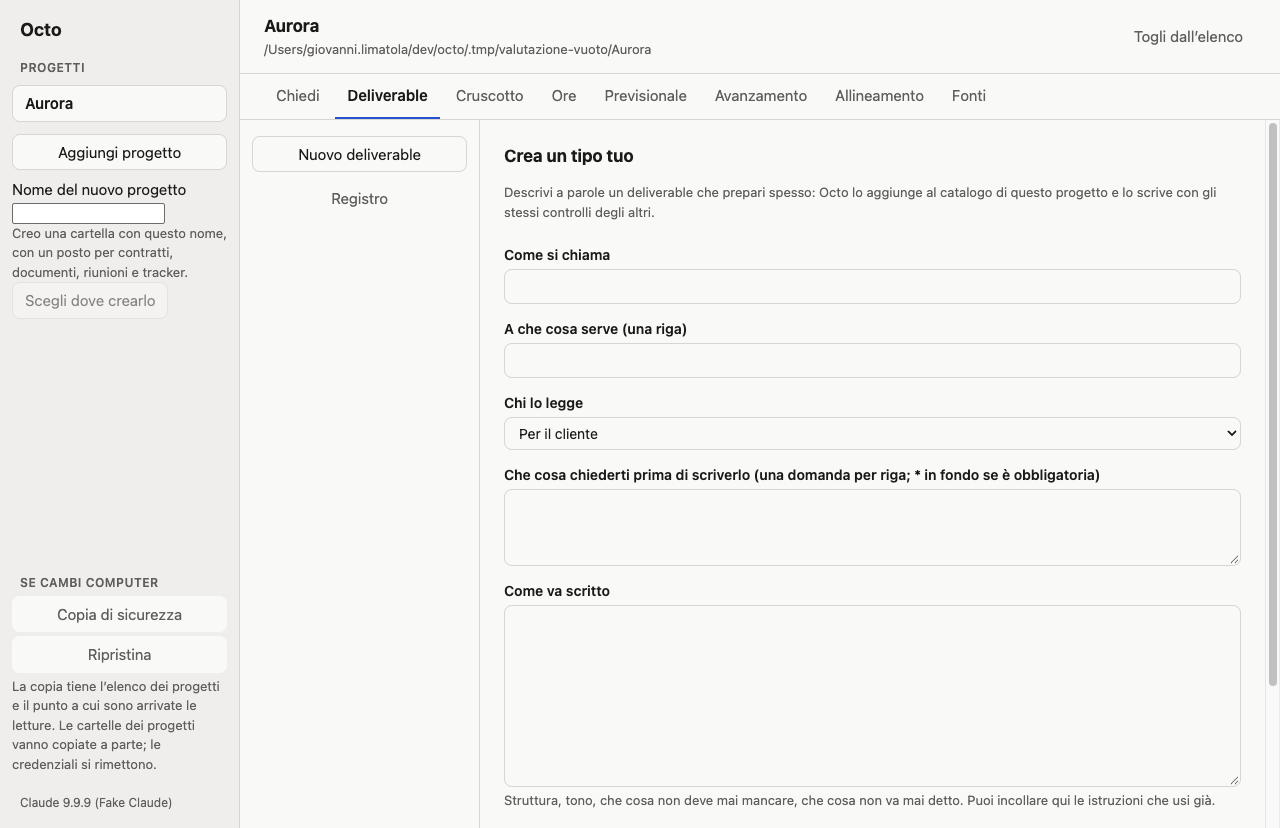 Octo
PROGETTI
Aurora
Aggiungi progetto
Nome del nuovo progetto
Creo una cartella con questo nome,
con un posto per contratti,
documenti, riunioni e tracker.
Scegli dove crearlo
SE CAMBI COMPUTER
Copia di sicurezza
Ripristina
La copia tiene l’elenco dei progetti
e il punto a cui sono arrivate le
letture. Le cartelle dei progetti
vanno copiate a parte; le
credenziali si rimettono.
Claude 9.9.9 (Fake Claude)
Aurora
/Users/giovanni.limatola/dev/octo/.tmp/valutazione-vuoto/Aurora
Togli dall’elenco
Chiedi Deliverable Cruscotto Ore Previsionale Avanzamento Allineamento Fonti
Nuovo deliverable
Registro
Crea un tipo tuo
Descrivi a parole un deliverable che prepari spesso: Octo lo aggiunge al catalogo di questo progetto e lo scrive con gli
stessi controlli degli altri.
Come si chiama
A che cosa serve (una riga)
Chi lo legge
Per il cliente
Che cosa chiederti prima di scriverlo (una domanda per riga; * in fondo se è obbligatoria)
Come va scritto
Struttura, tono, che cosa non deve mai mancare, che cosa non va mai detto. Puoi incollare qui le istruzioni che usi già.